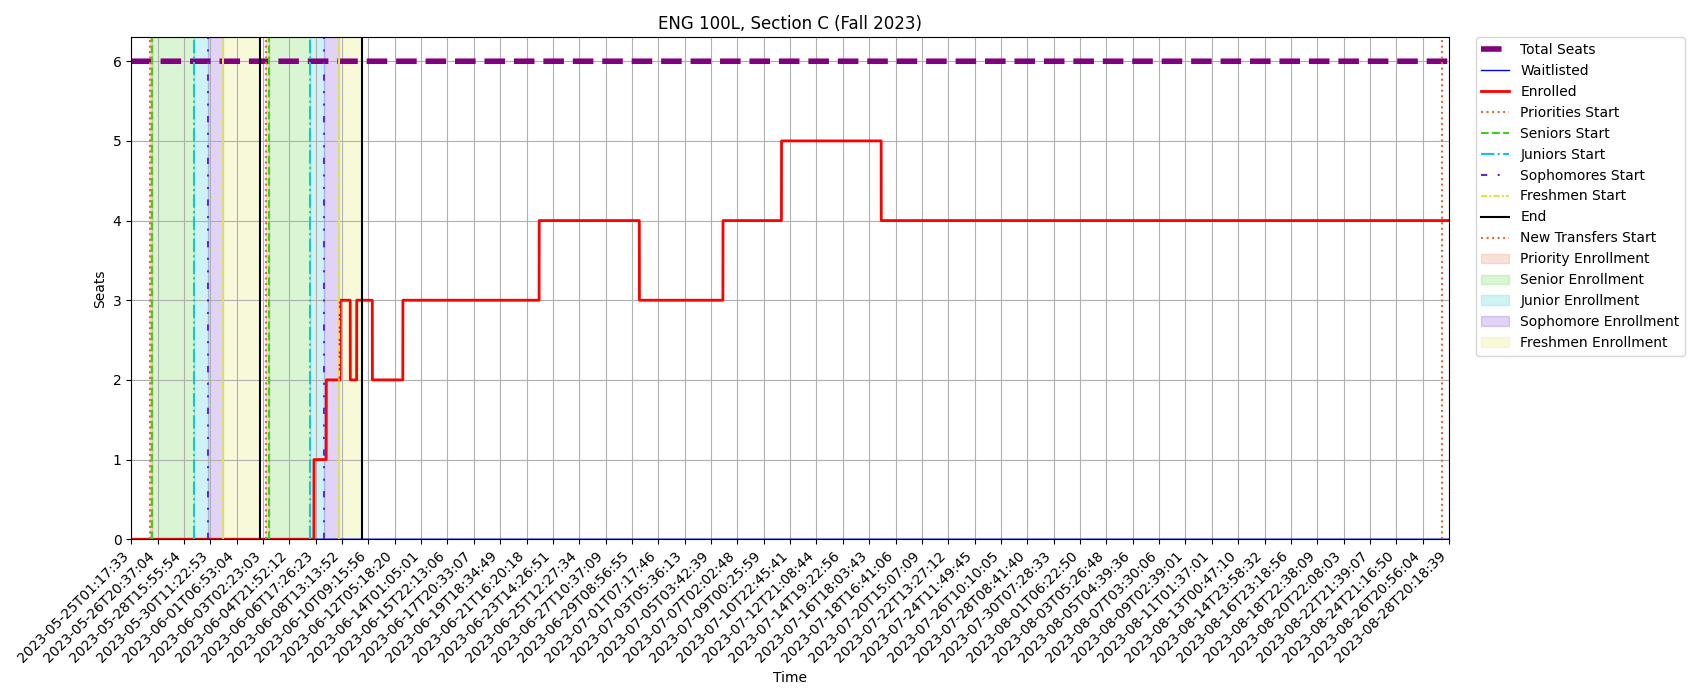 ENG 100L, Section C (Fall 2023)
Seats
6
5
4
3
2
1
0
2023-05-25T01:17:33
2023-05-26T20:37:04
2023-05-28T15:55:54
2023-05-30T11:22:53
2023-06-01T06:53:04
2023-06-03T02:23:03
2023-06-04T21:52:12
2023-06-06T17:26:23
2023-06-08T13:13:52
2023-06-10T09:15:56
2023-06-12T05:18:20
2023-06-14T01:05:01
2023-06-15T22:13:06
2023-06-17T20:33:07
2023-06-19T18:34:49
2023-06-21T16:20:18
2023-06-23T14:26:51
2023-06-25T12:27:34
2023-06-27T10:37:09
2023-06-29T08:56:55
2023-07-01T07:17:46
2023-07-03T05:36:13
2023-07-05T03:42:39
2023-07-07T02:02:48
2023-07-09T00:25:59
2023-07-10T22:45:41
2023-07-12T21:08:44
2023-07-14T19:22:56
2023-07-16T18:03:43
2023-07-18T16:41:06
2023-07-20T15:07:09
2023-07-22T13:27:12
2023-07-24T11:49:45
2023-07-26T10:10:05
2023-07-28T08:41:40
2023-07-30T07:28:33
2023-08-01T06:22:50
2023-08-03T05:26:48
2023-08-05T04:39:36
2023-08-07T03:30:06
2023-08-09T02:39:01
2023-08-11T01:37:01
2023-08-13T00:47:10
2023-08-14T23:58:32
2023-08-16T23:18:56
2023-08-18T22:38:09
2023-08-20T22:08:03
2023-08-22T21:39:07
2023-08-24T21:16:50
2023-08-26T20:56:04
2023-08-28T20:18:39
Time
Total Seats
Waitlisted
Enrolled
Priorities Start
Seniors Start
Juniors Start
Sophomores Start
Freshmen Start
End
New Transfers Start
Priority Enrollment
Senior Enrollment
Junior Enrollment
Sophomore Enrollment
Freshmen Enrollment